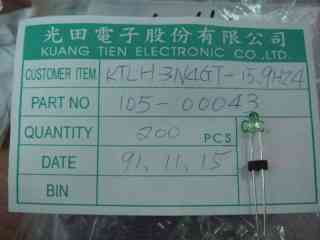 光田電子股份有限公司
KUANG TIEN ELECTRONIC CO.,LTD.
CUSTOMER ITEM KTLH3N4GT-15.9H24
PART NO 105-00043
QUANTITY 200 PCS
DATE 91.11.15
BIN